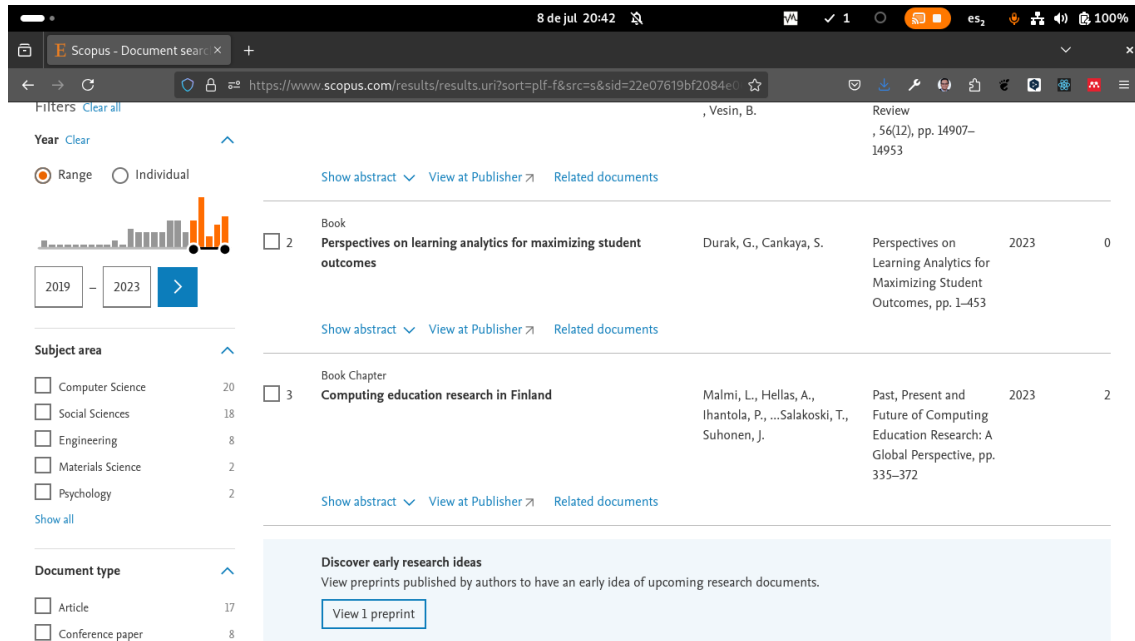 8 de jul 20:42
1
es2
100%
Scopus - Document searc
https://www.scopus.com/results/results.uri?sort=plf-f&src=s&sid=22e07619bf2084e0
Filters Clear all
Year Clear
Range Individual
2019 – 2023
Subject area
Computer Science 20
Social Sciences 18
Engineering 8
Materials Science 2
Psychology 2
Show all
Document type
Article 17
Conference paper 8
, Vesin, B.
Review
, 56(12), pp. 14907–
14953
Show abstract View at Publisher Related documents
Book
2 Perspectives on learning analytics for maximizing student
outcomes
Durak, G., Cankaya, S.
Perspectives on
Learning Analytics for
Maximizing Student
Outcomes, pp. 1–453
2023
0
Show abstract View at Publisher Related documents
Book Chapter
3 Computing education research in Finland
Malmi, L., Hellas, A.,
Ihantola, P., ...Salakoski, T.,
Suhonen, J.
Past, Present and
Future of Computing
Education Research: A
Global Perspective, pp.
335–372
2023
2
Show abstract View at Publisher Related documents
Discover early research ideas
View preprints published by authors to have an early idea of upcoming research documents.
View 1 preprint